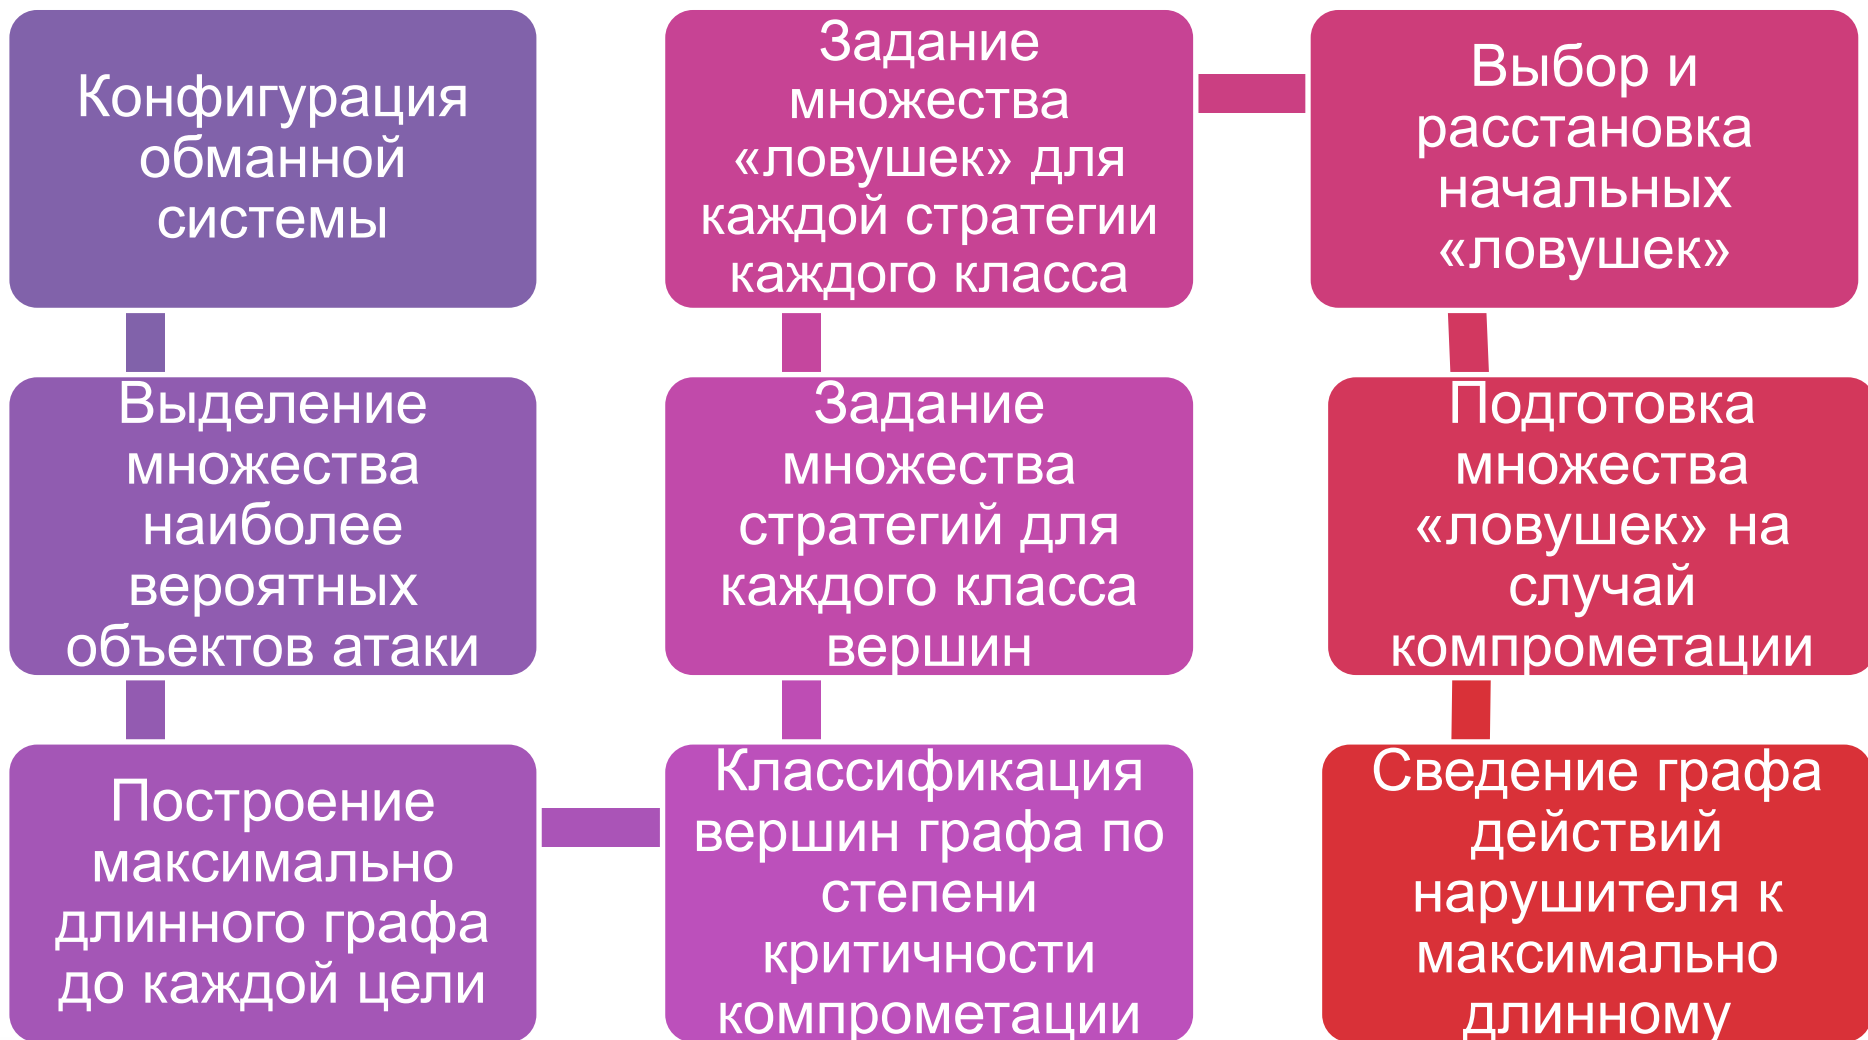 Конфигурация
обманной
системы
Выделение
множества
наиболее
вероятных
объектов атаки
Построение
максимально
длинного графа
до каждой цели
Классификация
вершин графа по
степени
критичности
компрометации
Задание
множества
стратегий для
каждого класса
вершин
Задание
множества
«ловушек» для
каждой стратегии
каждого класса
Выбор и
расстановка
начальных
«ловушек»
Подготовка
множества
«ловушек» на
случай
компрометации
Сведение графа
действий
нарушителя к
максимально
длинному